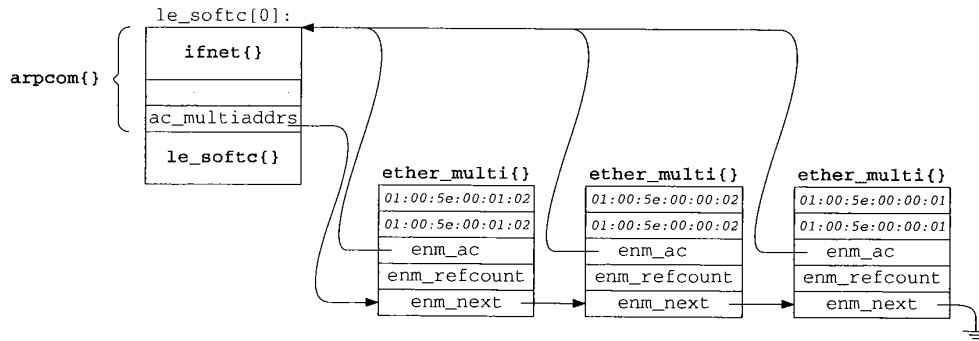 le_softc[0]:
ifnet{}
arpcom{}
ac_multiaddrs
le_softc{}
ether_multi{} ether_multi{} ether_multi{}
01:00:5e:00:01:02 01:00:5e:00:00:02 01:00:5e:00:00:01
01:00:5e:00:01:02 01:00:5e:00:00:02 01:00:5e:00:00:01
enm_ac enm_ac enm_ac
enm_refcount enm_refcount enm_refcount
enm_next enm_next enm_next